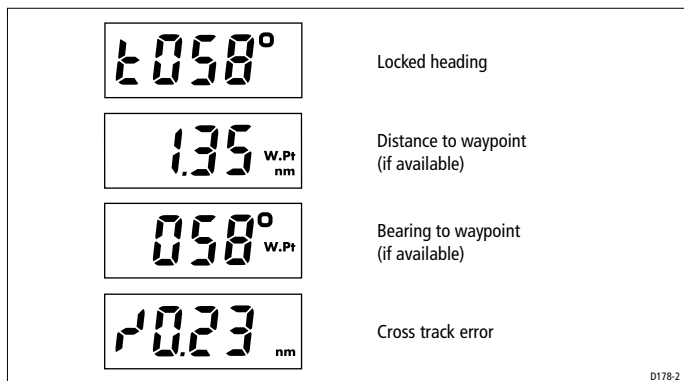 t058°
Locked heading
1.35 W.Pt nm
Distance to waypoint
(if available)
058° W.Pt
Bearing to waypoint
(if available)
0.23 nm
Cross track error
D178-2